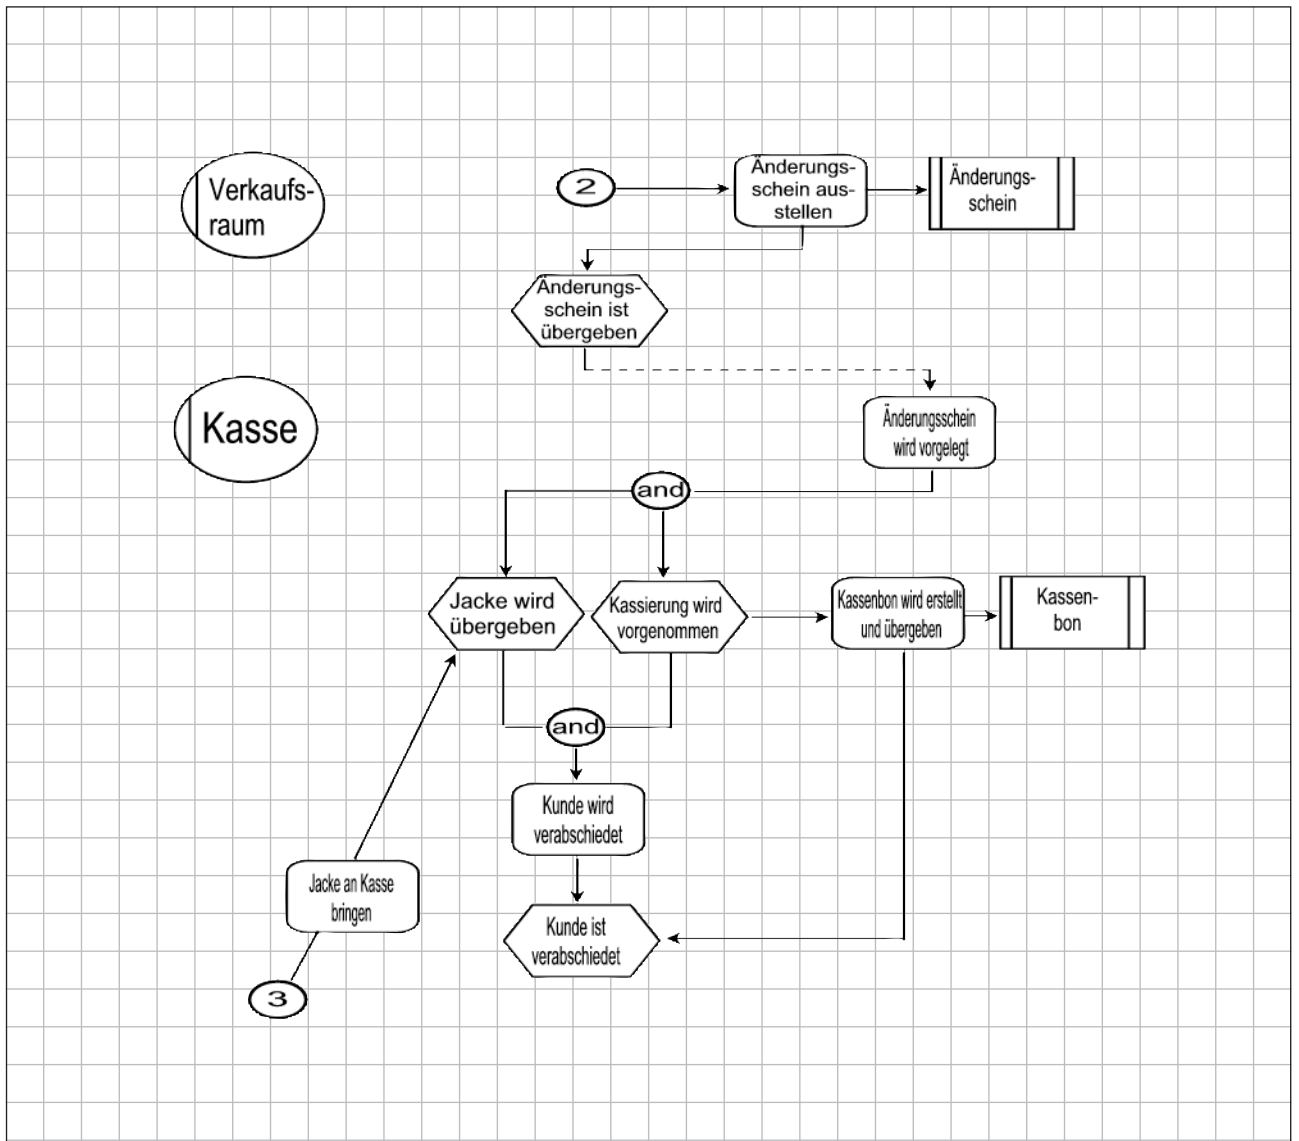 Verkaufs-
raum
2
Änderungs-
schein aus-
stellen
Änderungs-
schein
Änderungs-
schein ist
übergeben
Kasse
Änderungsschein
wird vorgelegt
and
Jacke wird
übergeben
Kassierung wird
vorgenommen
Kassenbon wird erstellt
und übergeben
Kassen-
bon
and
Kunde wird
verabschiedet
Jacke an Kasse
bringen
Kunde ist
verabschiedet
3